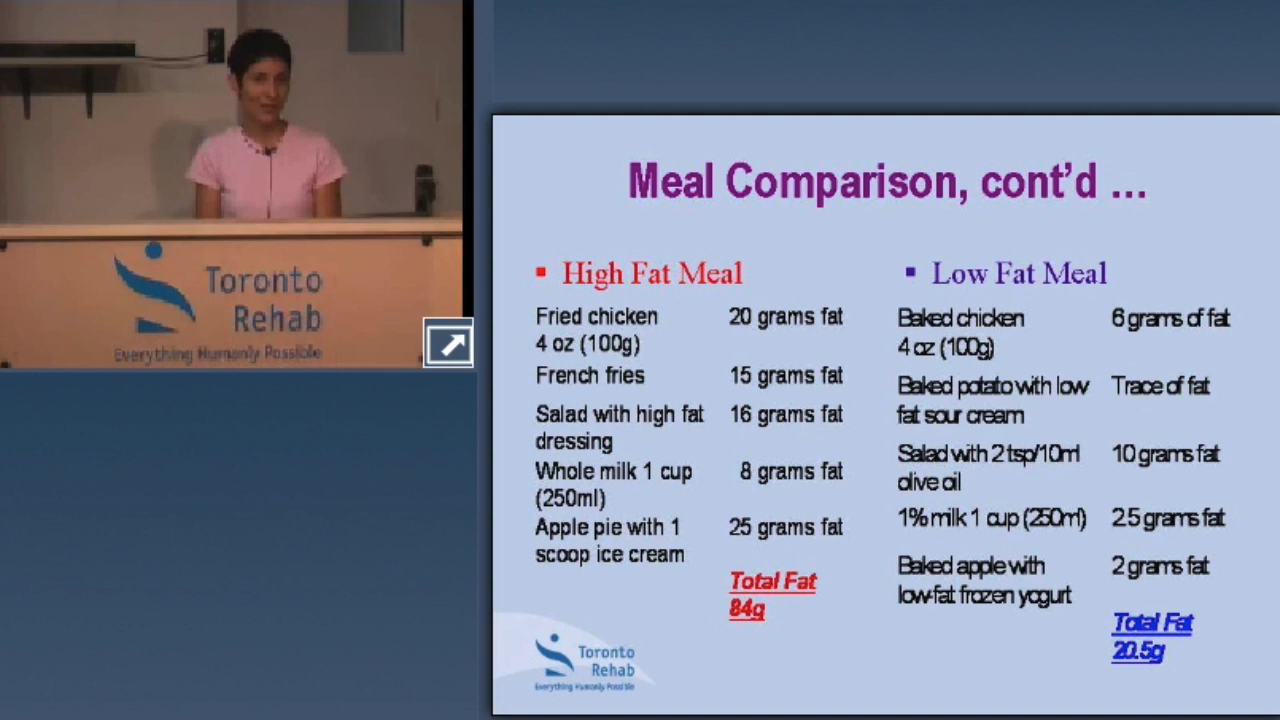 Toronto
Rehab
Everything Humanly Possible
Meal Comparison, cont'd ...
▪ High Fat Meal
Fried chicken 20 grams fat
4 oz (100g)
French fries 15 grams fat
Salad with high fat 16 grams fat
dressing
Whole milk 1 cup 8 grams fat
(250ml)
Apple pie with 1 25 grams fat
scoop ice cream
Total Fat
84g
▪ Low Fat Meal
Baked chicken 6 grams of fat
4 oz (100g)
Baked potato with low Trace of fat
fat sour cream
Salad with 2 tsp/10ml 10 grams fat
olive oil
1% milk 1 cup (250ml) 2.5 grams fat
Baked apple with 2 grams fat
low-fat frozen yogurt
Total Fat
20.5g
Toronto
Rehab
Everything Humanly Possible